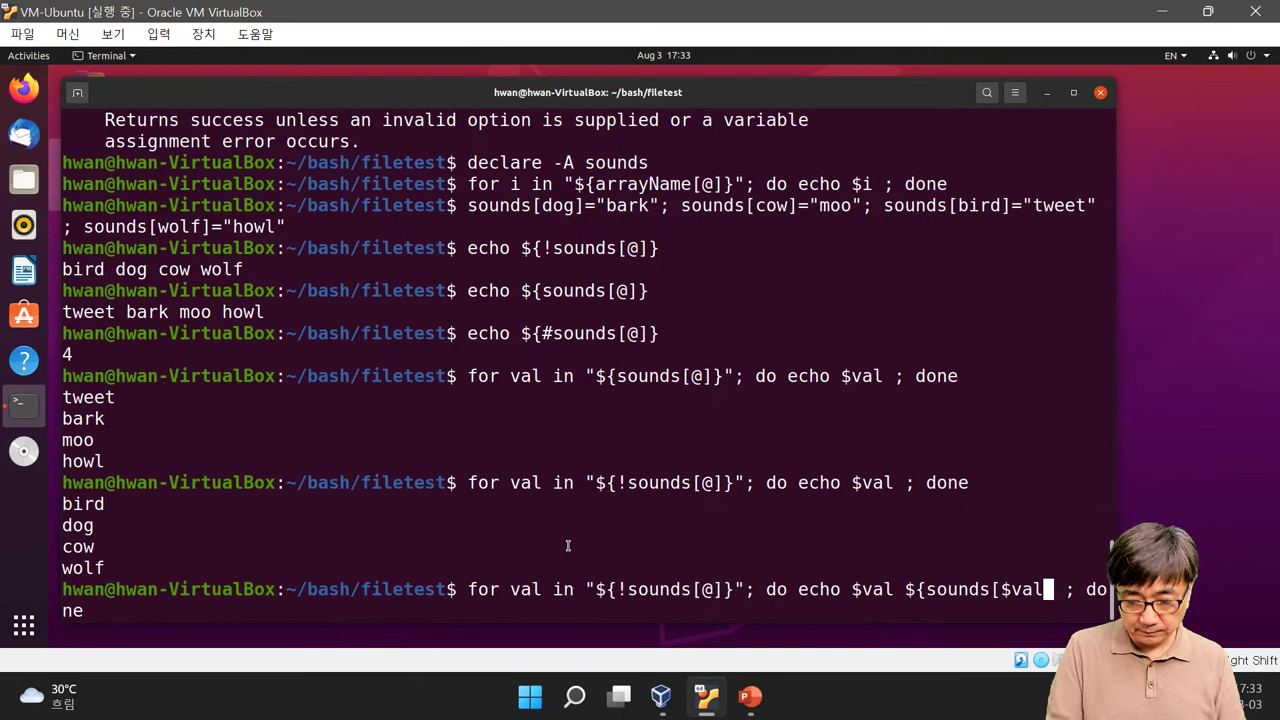 VM-Ubuntu [실행 중] - Oracle VM VirtualBox
파일 머신 보기 입력 장치 도움말
Activities Terminal Aug 3 17:33 EN
hwan@hwan-VirtualBox: ~/bash/filetest
Returns success unless an invalid option is supplied or a variable
assignment error occurs.
hwan@hwan-VirtualBox:~/bash/filetest$ declare -A sounds
hwan@hwan-VirtualBox:~/bash/filetest$ for i in "${arrayName[@]}"; do echo $i ; done
hwan@hwan-VirtualBox:~/bash/filetest$ sounds[dog]="bark"; sounds[cow]="moo"; sounds[bird]="tweet"
; sounds[wolf]="howl"
hwan@hwan-VirtualBox:~/bash/filetest$ echo ${!sounds[@]}
bird dog cow wolf
hwan@hwan-VirtualBox:~/bash/filetest$ echo ${sounds[@]}
tweet bark moo howl
hwan@hwan-VirtualBox:~/bash/filetest$ echo ${#sounds[@]}
4
hwan@hwan-VirtualBox:~/bash/filetest$ for val in "${sounds[@]}"; do echo $val ; done
tweet
bark
moo
howl
hwan@hwan-VirtualBox:~/bash/filetest$ for val in "${!sounds[@]}"; do echo $val ; done
bird
dog
cow
wolf
hwan@hwan-VirtualBox:~/bash/filetest$ for val in "${!sounds[@]}"; do echo $val ${sounds[$val ; do
ne
ght Shift
30°C
흐림
17:33
-03